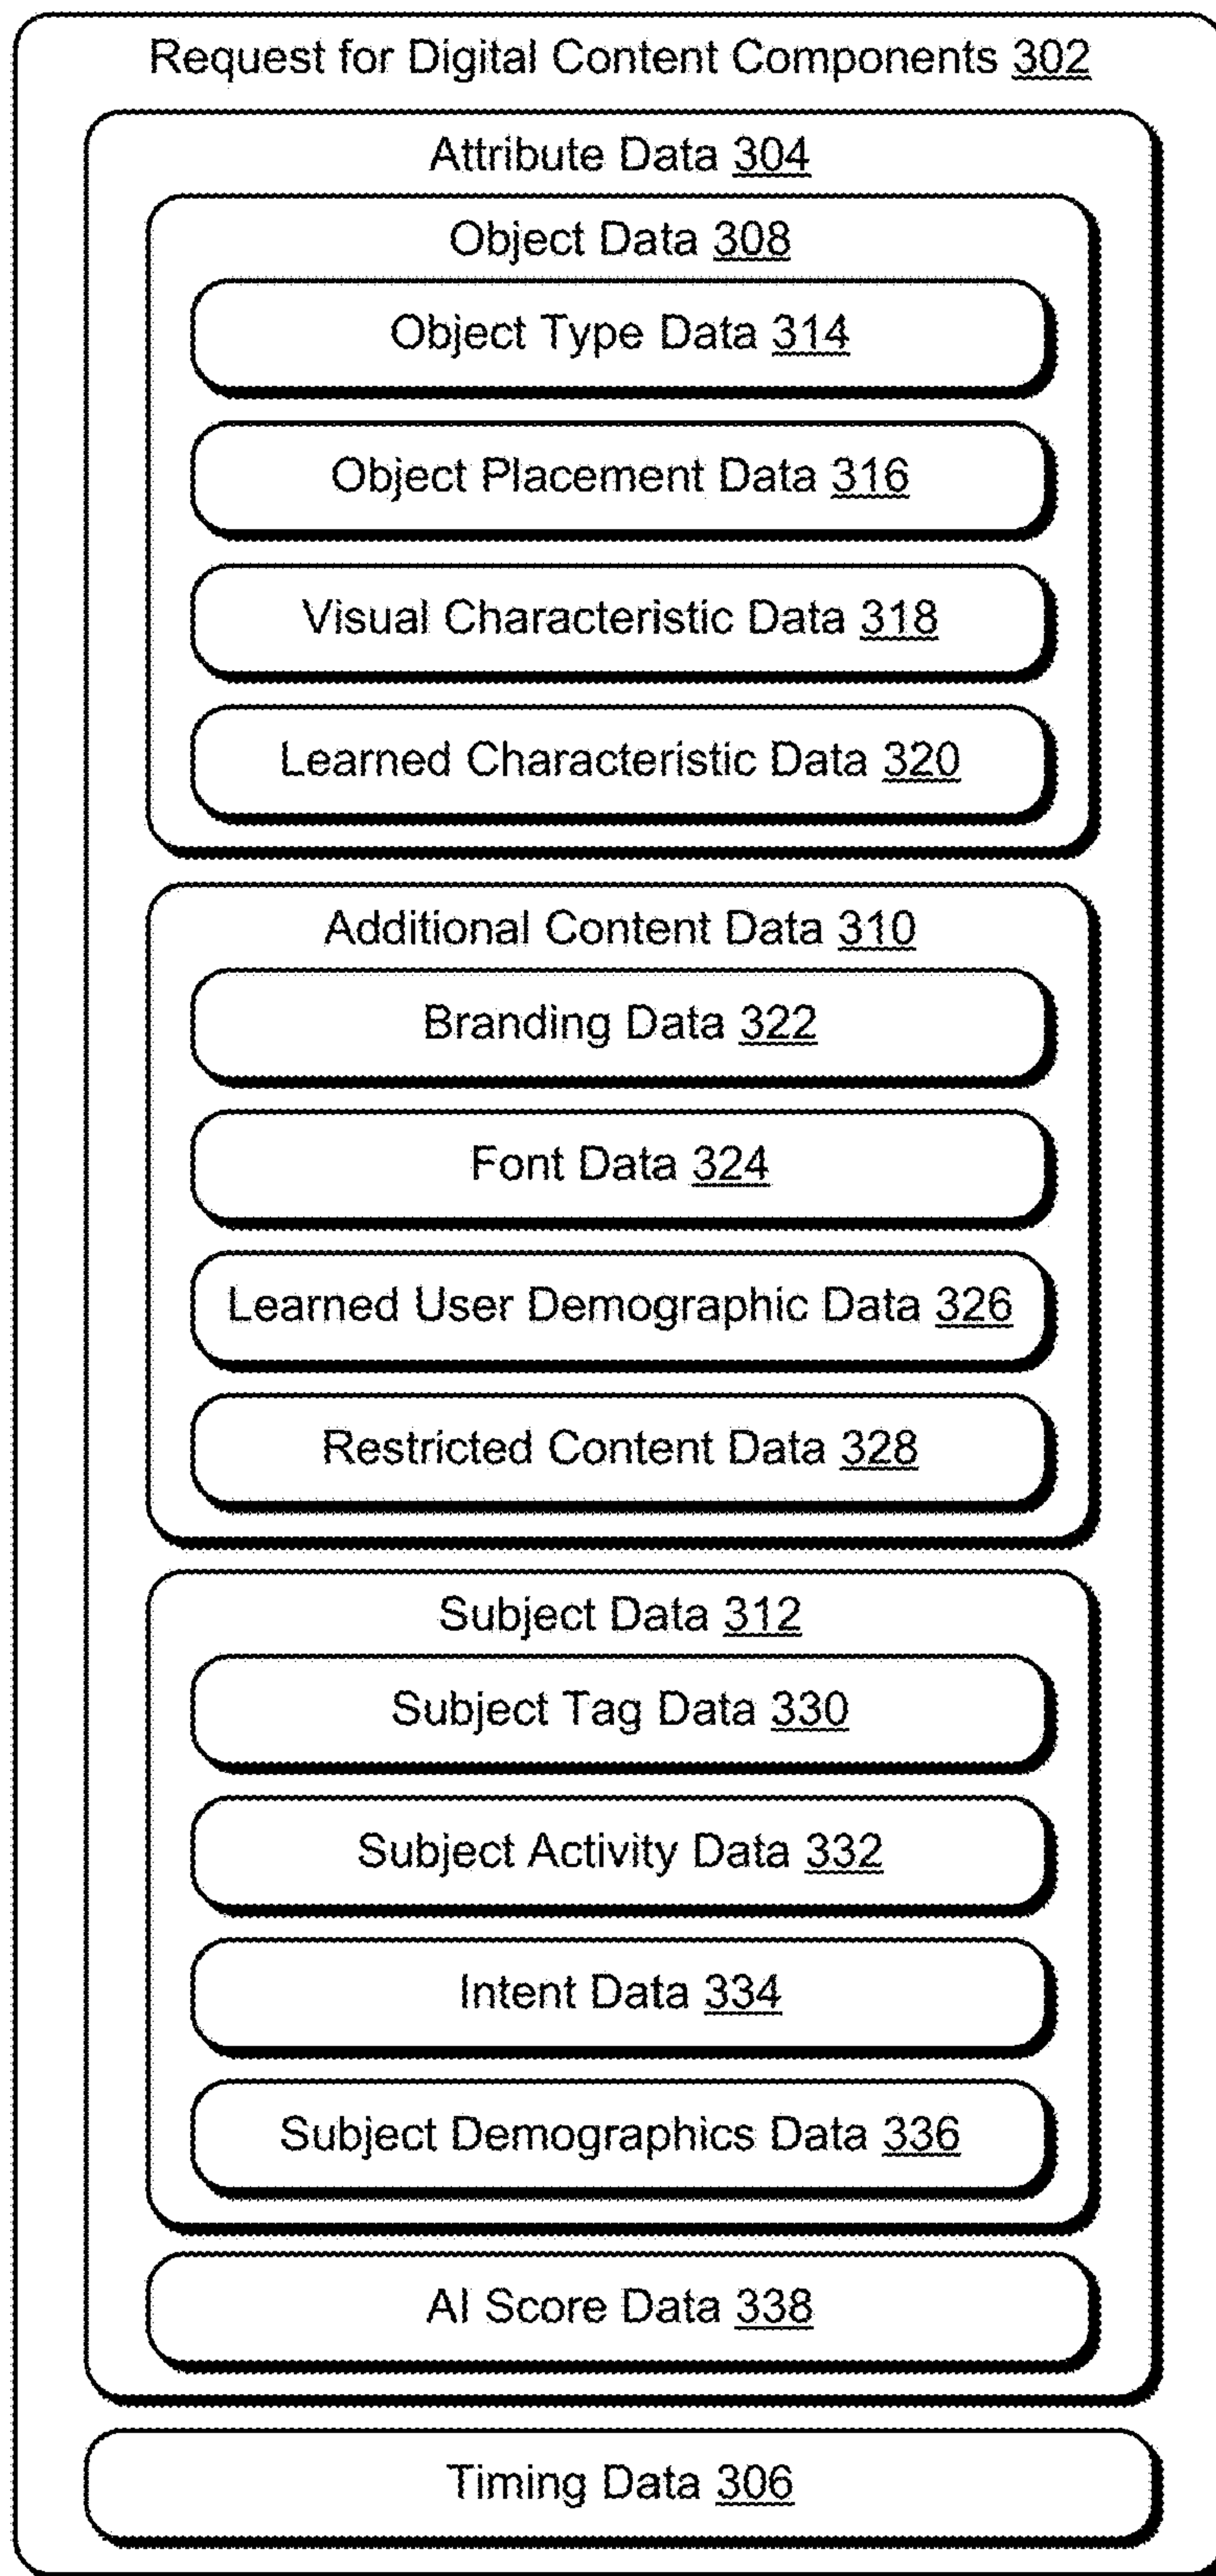 Request for Digital Content Components 302
Attribute Data 304
Object Data 308
Object Type Data 314
Object Placement Data 316
Visual Characteristic Data 318
Learned Characteristic Data 320
Additional Content Data 310
Branding Data 322
Font Data 324
Learned User Demographic Data 326
Restricted Content Data 328
Subject Data 312
Subject Tag Data 330
Subject Activity Data 332
Intent Data 334
Subject Demographics Data 336
AI Score Data 338
Timing Data 306